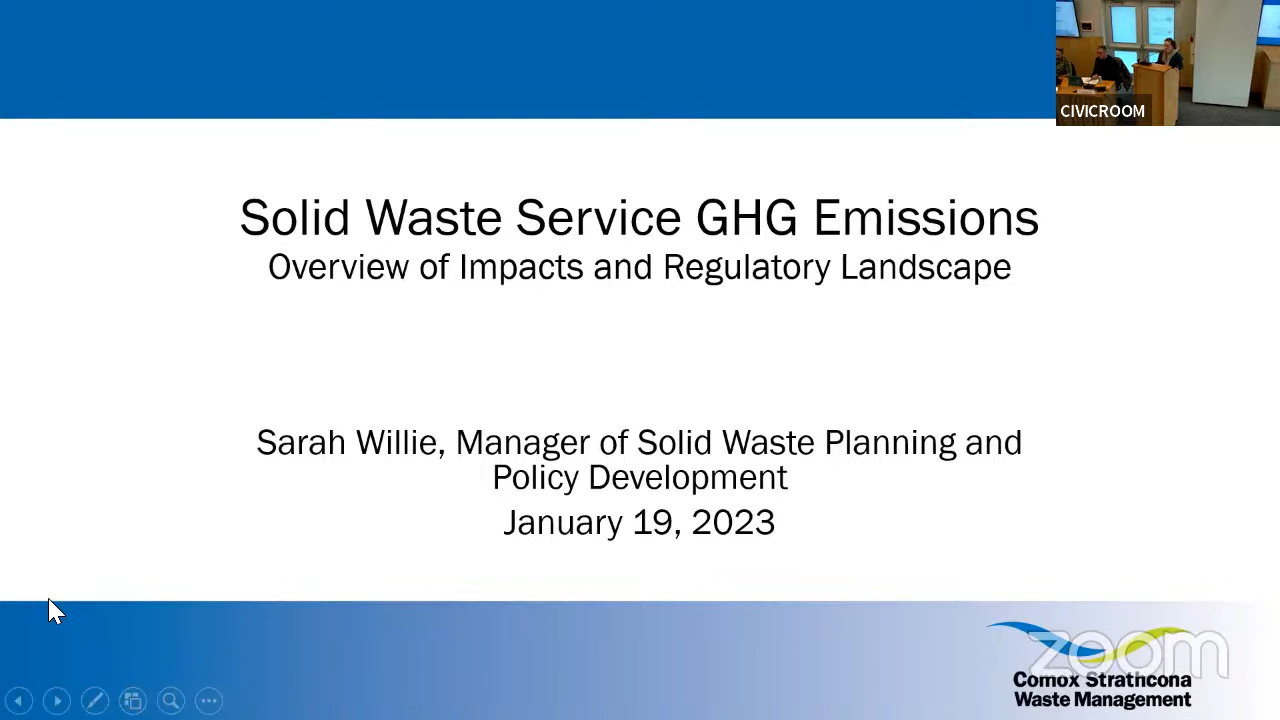 CIVICROOM
Solid Waste Service GHG Emissions
Overview of Impacts and Regulatory Landscape
Sarah Willie, Manager of Solid Waste Planning and
Policy Development
January 19, 2023
zoom
Comox Strathcona
Waste Management